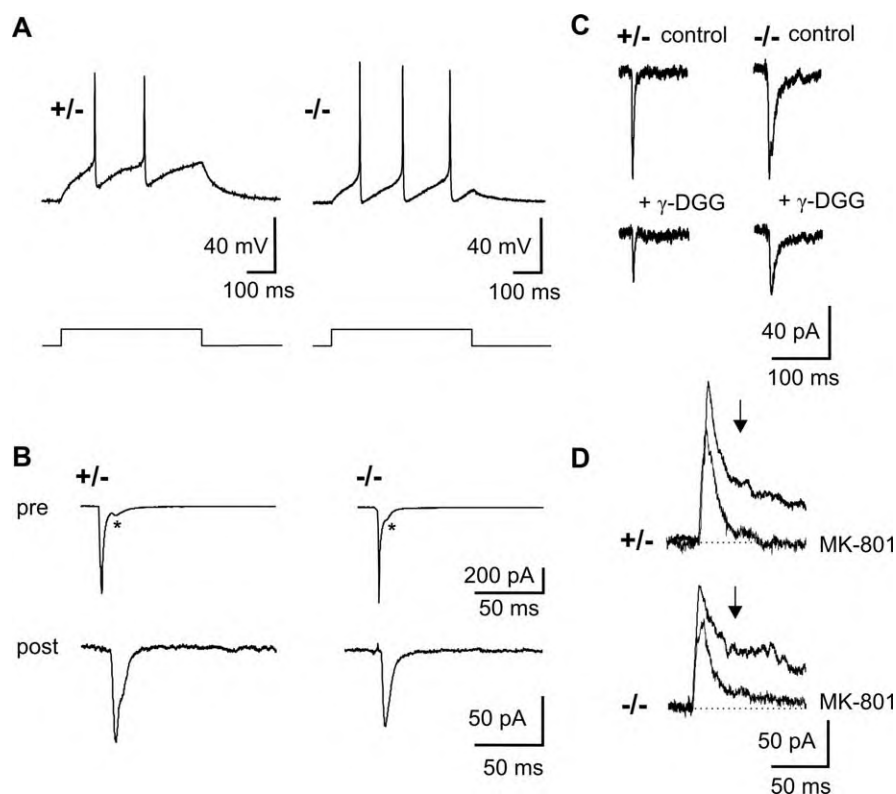 A
+/-
-/-
40 mV
100 ms
40 mV
100 ms
B
+/-
-/-
pre
*
*
200 pA
50 ms
post
50 pA
50 ms
C
+/- control
-/- control
+ γ-DGG
+ γ-DGG
40 pA
100 ms
D
+/-
MK-801
-/-
MK-801
50 pA
50 ms